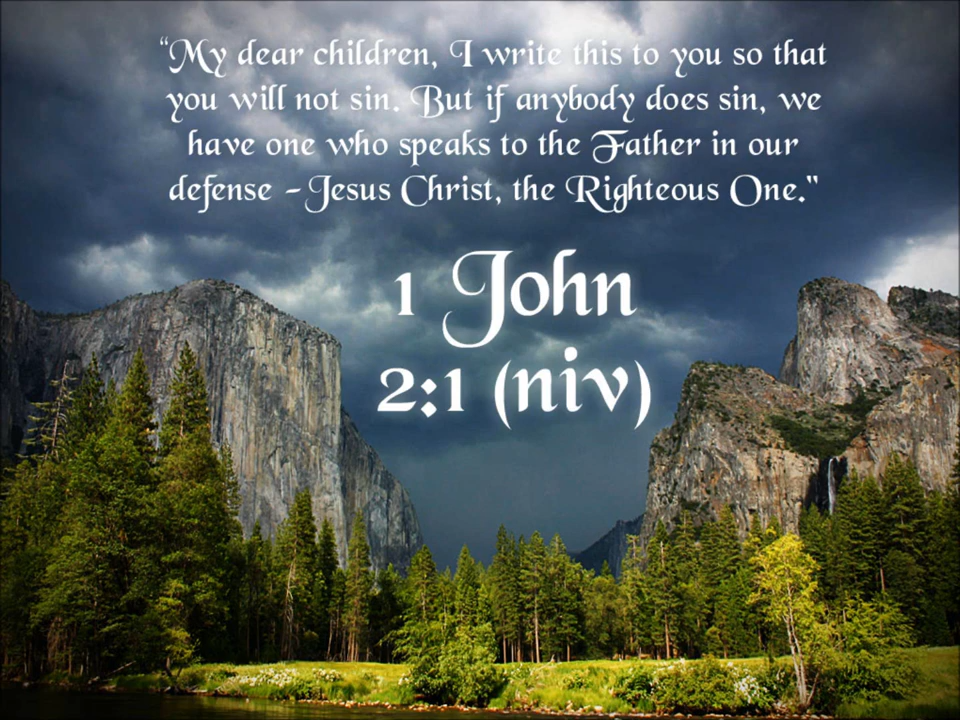 “My dear children, I write this to you so that
you will not sin. But if anybody does sin, we
have one who speaks to the Father in our
defense - Jesus Christ, the Righteous One."
1 John
2:1 (niv)